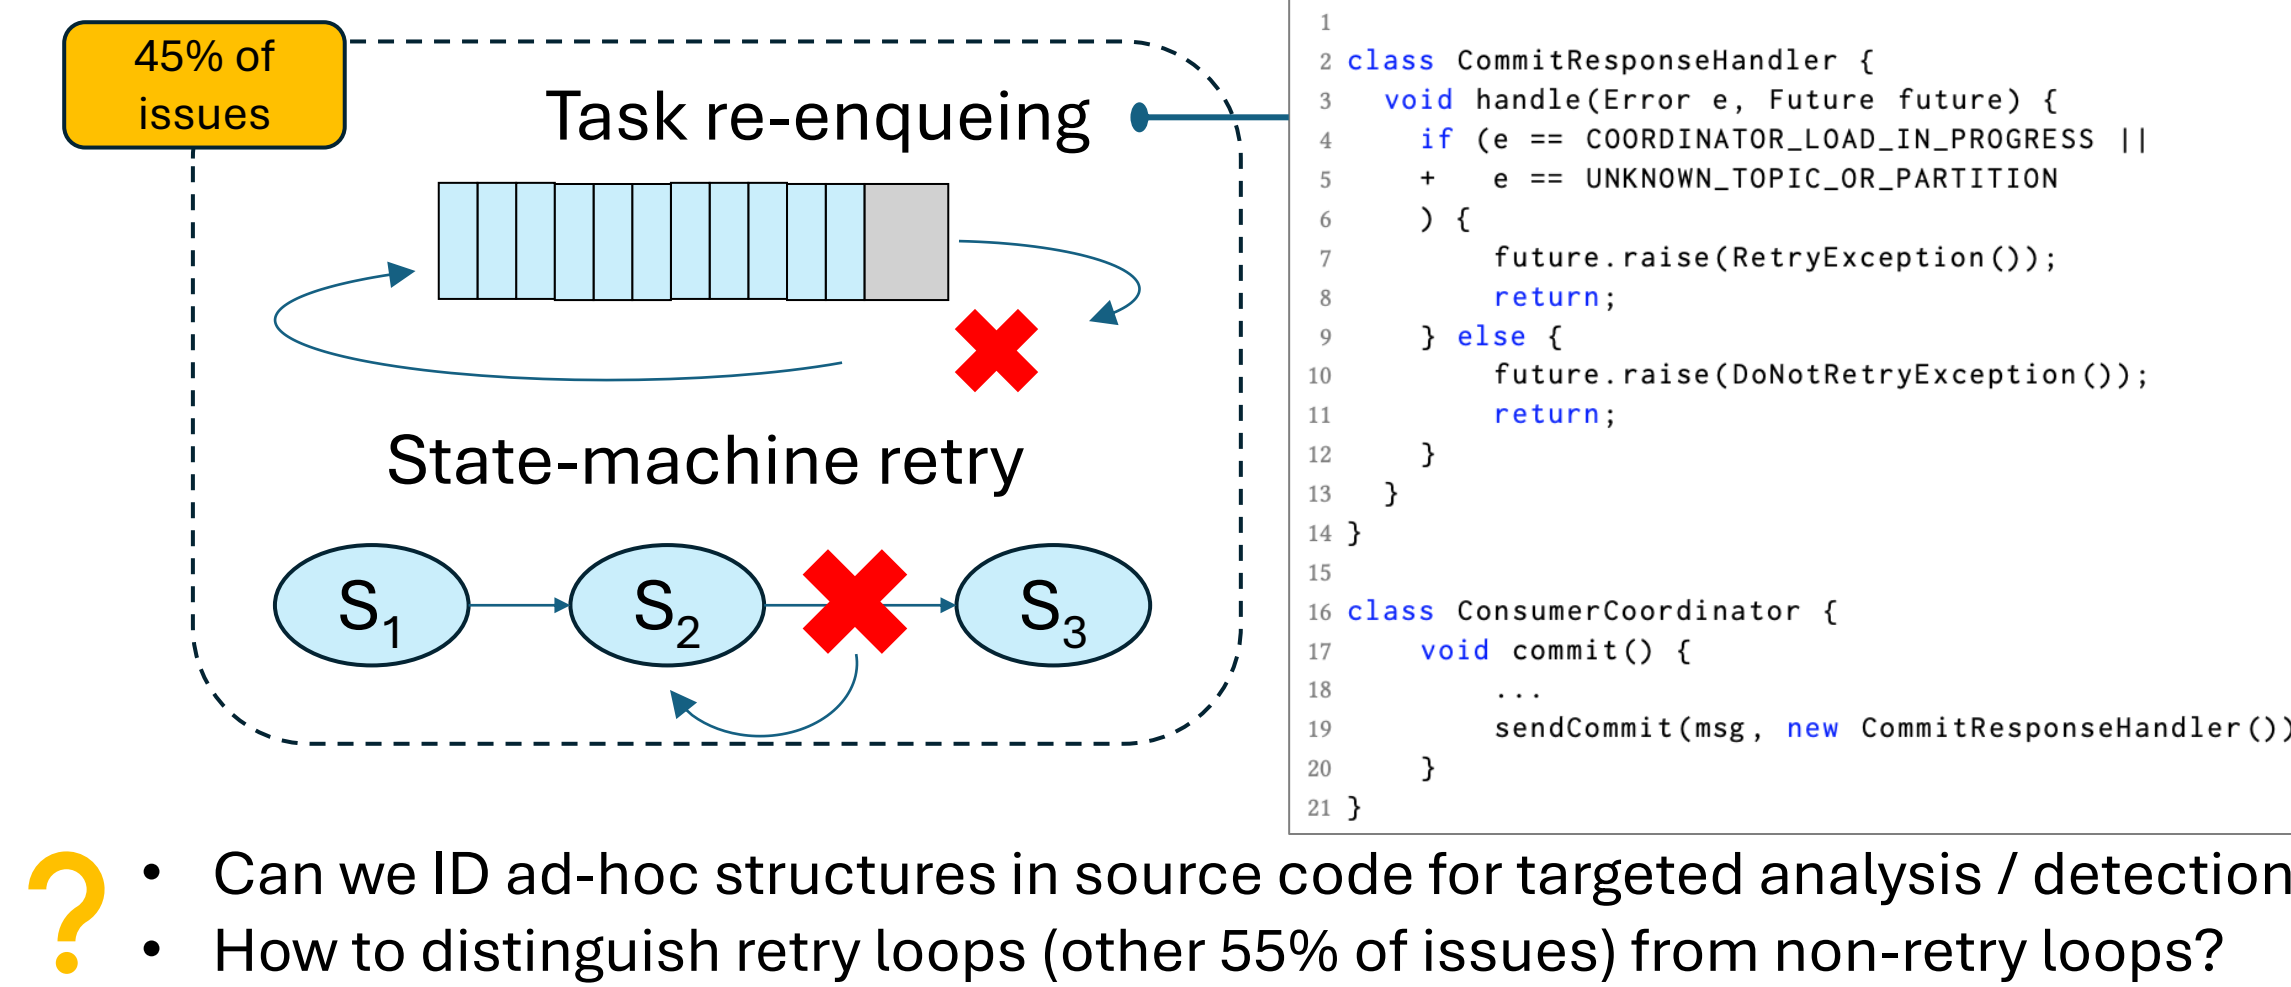 45% of
issues
Task re-enqueing
State-machine retry
S1
S2
S3
1
2 class CommitResponseHandler {
3 void handle(Error e, Future future) {
4 if (e == COORDINATOR_LOAD_IN_PROGRESS ||
5 + e == UNKNOWN_TOPIC_OR_PARTITION
6 ) {
7 future.raise(RetryException());
8 return;
9 } else {
10 future.raise(DoNotRetryException());
11 return;
12 }
13 }
14 }
15
16 class ConsumerCoordinator {
17 void commit() {
18 ...
19 sendCommit(msg, new CommitResponseHandler())
20 }
21 }
?
• Can we ID ad-hoc structures in source code for targeted analysis / detection
• How to distinguish retry loops (other 55% of issues) from non-retry loops?